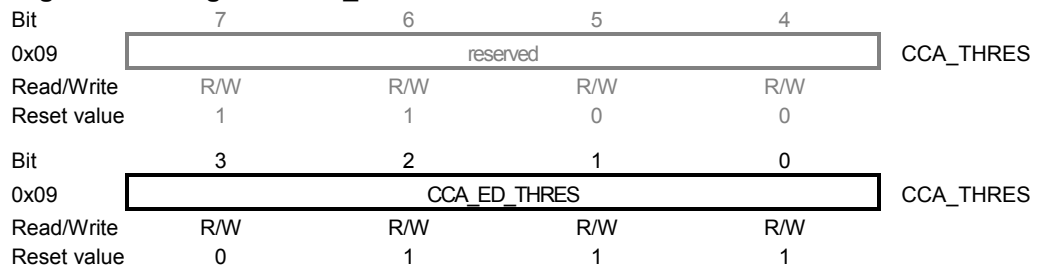 Bit 7 6 5 4
0x09 reserved CCA_THRES
Read/Write R/W R/W R/W R/W
Reset value 1 1 0 0
Bit 3 2 1 0
0x09 CCA_ED_THRES CCA_THRES
Read/Write R/W R/W R/W R/W
Reset value 0 1 1 1